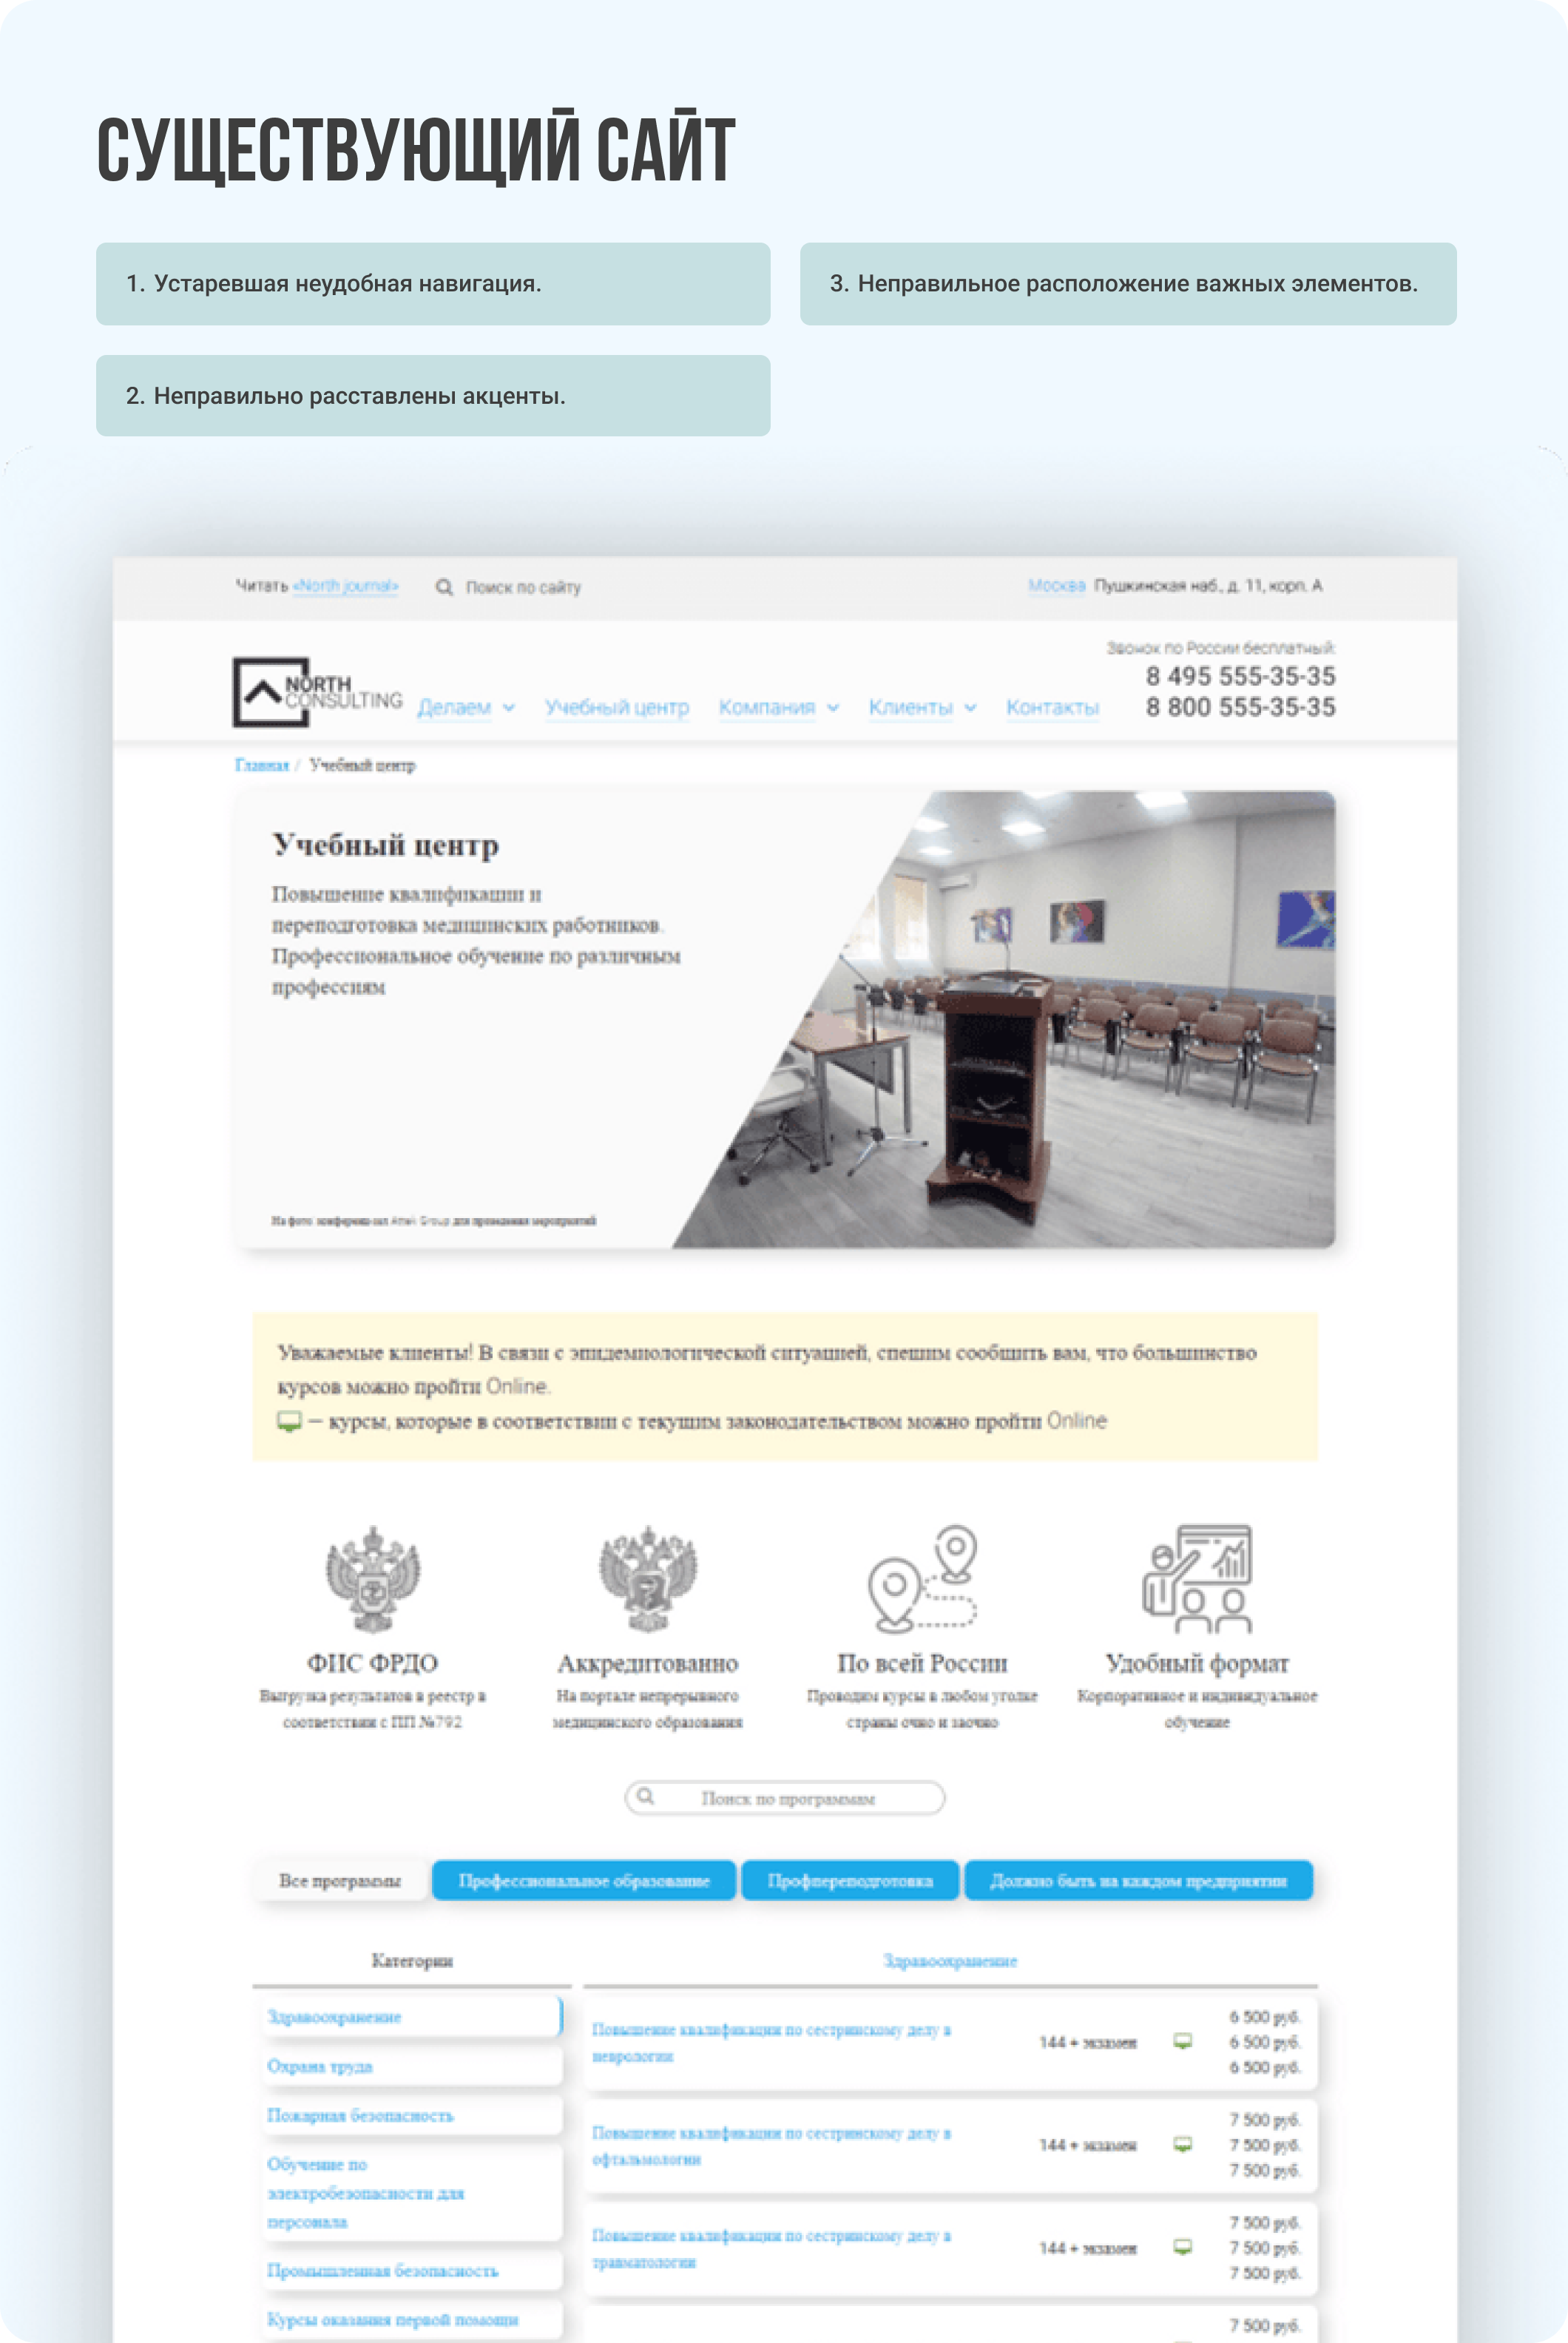 СУЩЕСТВУЮЩИЙ САЙТ
1. Устаревшая неудобная навигация.
3. Неправильное расположение важных элементов.
2. Неправильно расставлены акценты.
Читать «North journal»
Поиск по сайту
Москва Пушкинская наб., д. 11, корп. А
Звонок по России бесплатный:
8 495 555-35-35
8 800 555-35-35
NORTH
CONSULTING
Делаем
Учебный центр
Компания
Клиенты
Контакты
Главная / Учебный центр
Учебный центр
Повышение квалификации и
переподготовка медицинских работников.
Профессиональное обучение по различным
профессиям
На фото конференц-зал Group для проведения мероприятий
Уважаемые клиенты! В связи с эпидемиологической ситуацией, спешим сообщить вам, что большинство
курсов можно пройти Online.
— курсы, которые в соответствии с текущим законодательством можно пройти Online
ФИС ФРДО
Выгрузка результатов в реестр в
соответствии с ПП №792
Аккредитованно
На портале непрерывного
медицинского образования
По всей России
Проводим курсы в любом уголке
страны очно и заочно
Удобный формат
Корпоративное и индивидуальное
обучение
Поиск по программам
Все программы
Профессиональное образование
Профпереподготовка
Должно быть на каждом предприятии
Категории
Здравоохранение
Охрана труда
Пожарная безопасность
Обучение по
электробезопасности для
персонала
Промышленная безопасность
Курсы оказания первой помощи
Здравоохранение
Повышение квалификации по сестринскому делу в
неврологии
144 + экзамен
6 500 руб.
6 500 руб.
6 500 руб.
Повышение квалификации по сестринскому делу в
офтальмологии
144 + экзамен
7 500 руб.
7 500 руб.
7 500 руб.
Повышение квалификации по сестринскому делу в
травматологии
144 + экзамен
7 500 руб.
7 500 руб.
7 500 руб.
7 500 руб.